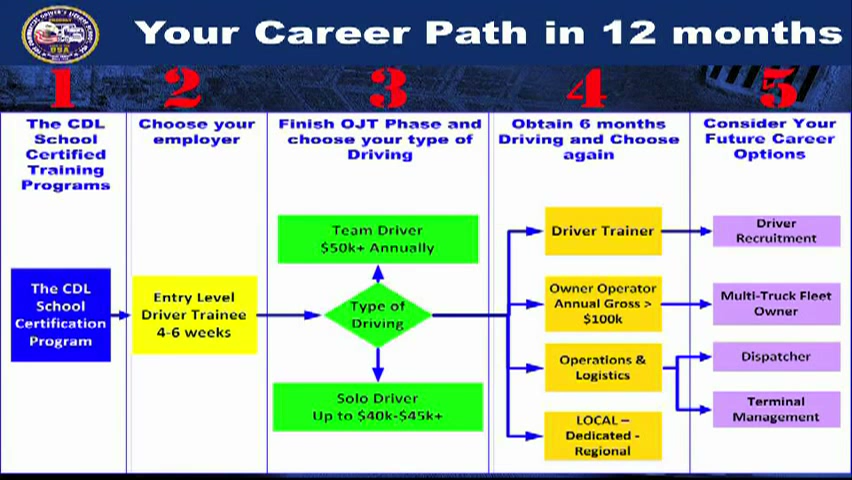 Your Career Path in 12 months
1 2 3 4 5
The CDL
School
Certified
Training
Programs
Choose your
employer
Finish OJT Phase and
choose your type of
Driving
Obtain 6 months
Driving and Choose
again
Consider Your
Future Career
Options
The CDL
School
Certification
Program
Entry Level
Driver Trainee
4-6 weeks
Team Driver
$50k+ Annually
Type of
Driving
Solo Driver
Up to $40k-$45k+
Driver Trainer
Owner Operator
Annual Gross >
$100k
Operations &
Logistics
LOCAL –
Dedicated -
Regional
Driver
Recruitment
Multi-Truck Fleet
Owner
Dispatcher
Terminal
Management